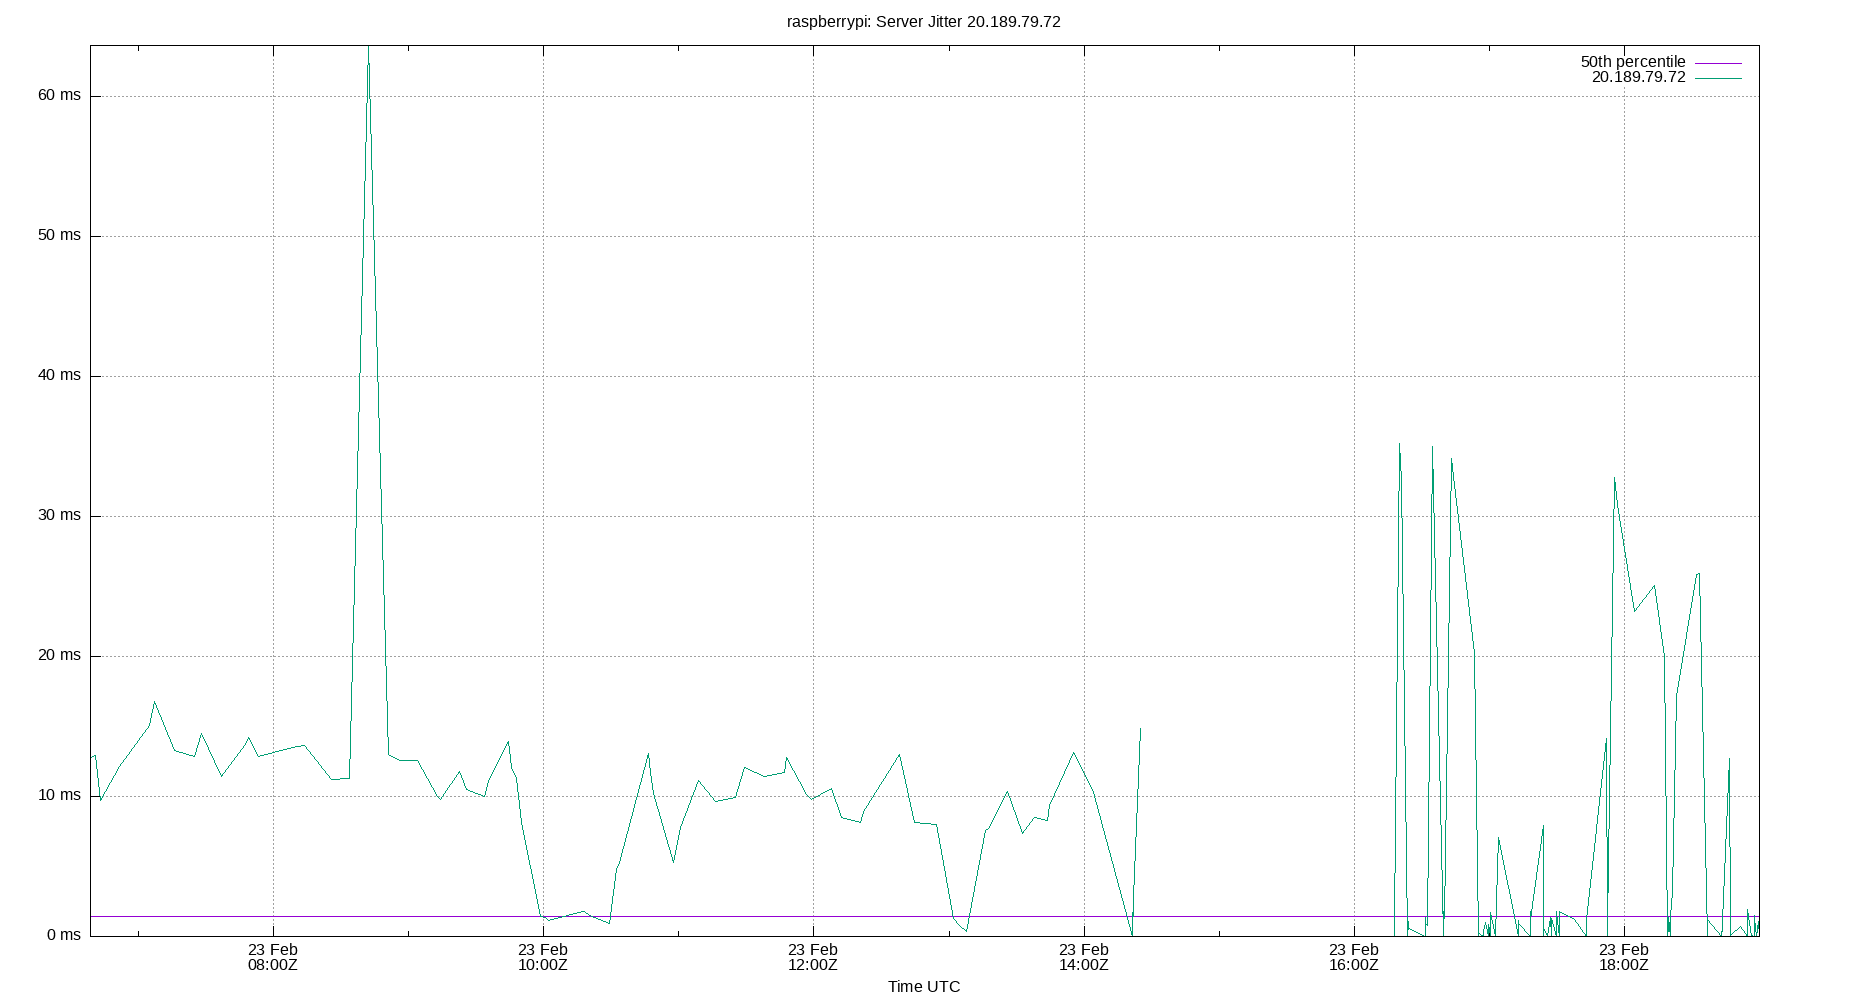 raspberrypi: Server Jitter 20.189.79.72
50th percentile
20.189.79.72
60 ms
50 ms
40 ms
30 ms
20 ms
10 ms
0 ms
23 Feb 23 Feb 23 Feb 23 Feb 23 Feb 23 Feb
08:00Z 10:00Z 12:00Z 14:00Z 16:00Z 18:00Z
Time UTC